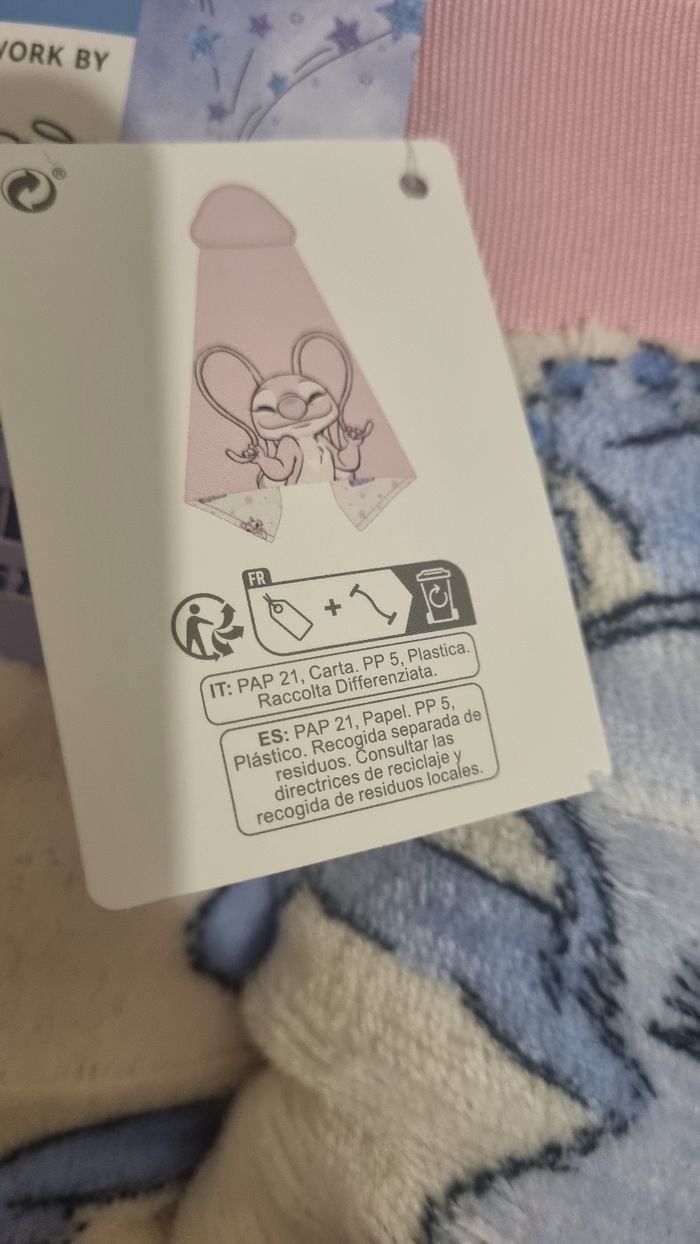 WORK BY
®
FR
+
IT: PAP 21, Carta. PP 5, Plastica.
Raccolta Differenziata.
ES: PAP 21, Papel. PP 5,
Plástico. Recogida separada de
residuos. Consultar las
directrices de reciclaje y
recogida de residuos locales.